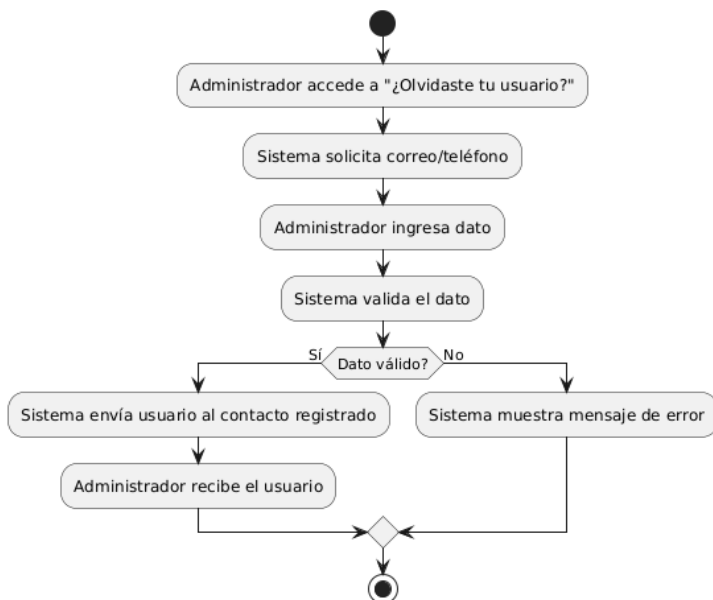 Administrador accede a "¿Olvidaste tu usuario?"
Sistema solicita correo/teléfono
Administrador ingresa dato
Sistema valida el dato
Sí
Dato válido?
No
Sistema envía usuario al contacto registrado
Sistema muestra mensaje de error
Administrador recibe el usuario